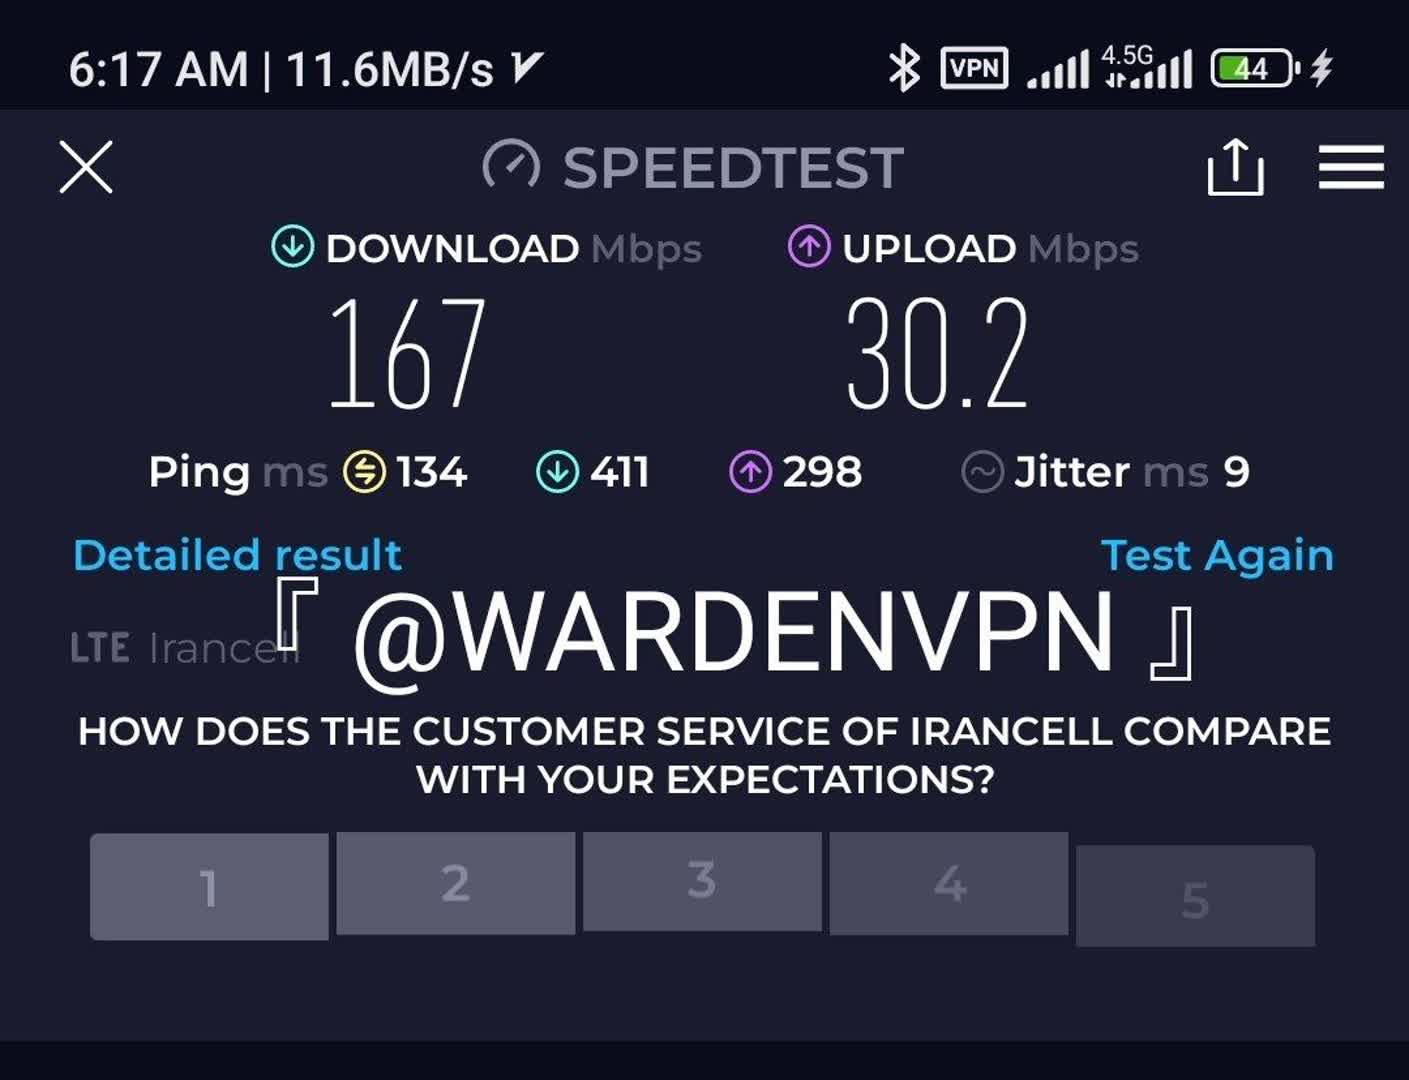 6:17 AM | 11.6MB/s
VPN 4.5G 44
SPEEDTEST
DOWNLOAD Mbps UPLOAD Mbps
167 30.2
Ping ms 134 411 298 Jitter ms 9
Detailed result Test Again
LTE Irancell 『 @WARDENVPN 』
HOW DOES THE CUSTOMER SERVICE OF IRANCELL COMPARE
WITH YOUR EXPECTATIONS?
1 2 3 4 5